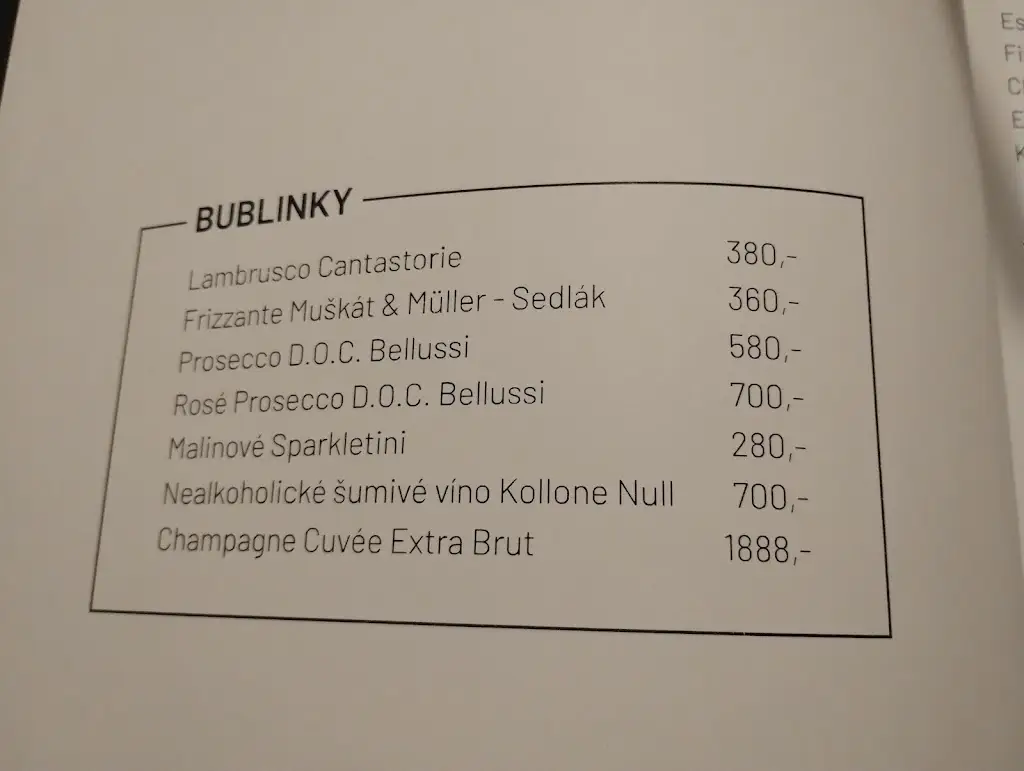 BUBLINKY
Lambrusco Cantastorie 380,-
Frizzante Muškát & Müller - Sedlák 360,-
Prosecco D.O.C. Bellussi 580,-
Rosé Prosecco D.O.C. Bellussi 700,-
Malinové Sparkletini 280,-
Nealkoholické šumivé víno Kollone Null 700,-
Champagne Cuvée Extra Brut 1888,-